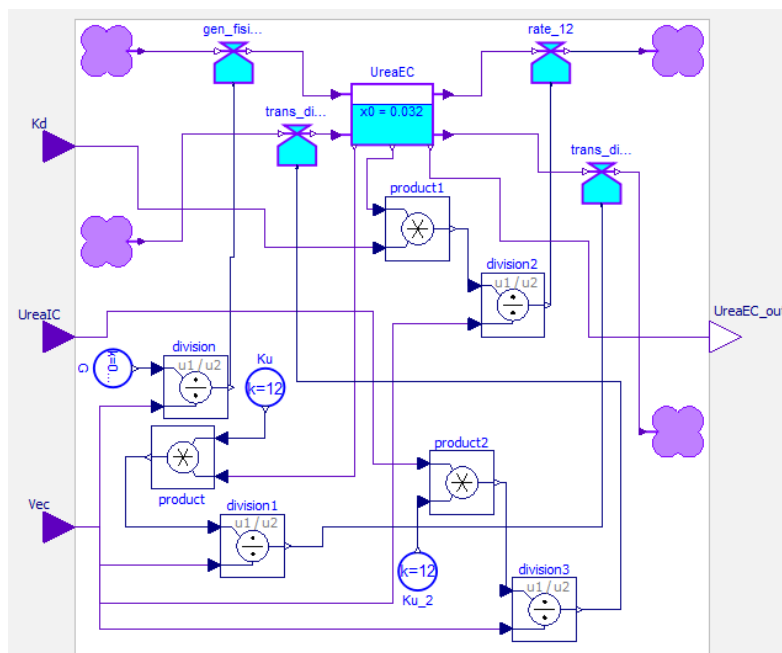 gen_fisi...
rate_12
UreaEC
x0 = 0.032
trans_di...
Kd
trans_di...
product1
division2
u1 / u2
UreaIC
UreaEC_out
division
Ku
u1 / u2
k=0...
G
k=12
product2
product
Vec
division1
u1 / u2
k=12
Ku_2
division3
u1 / u2